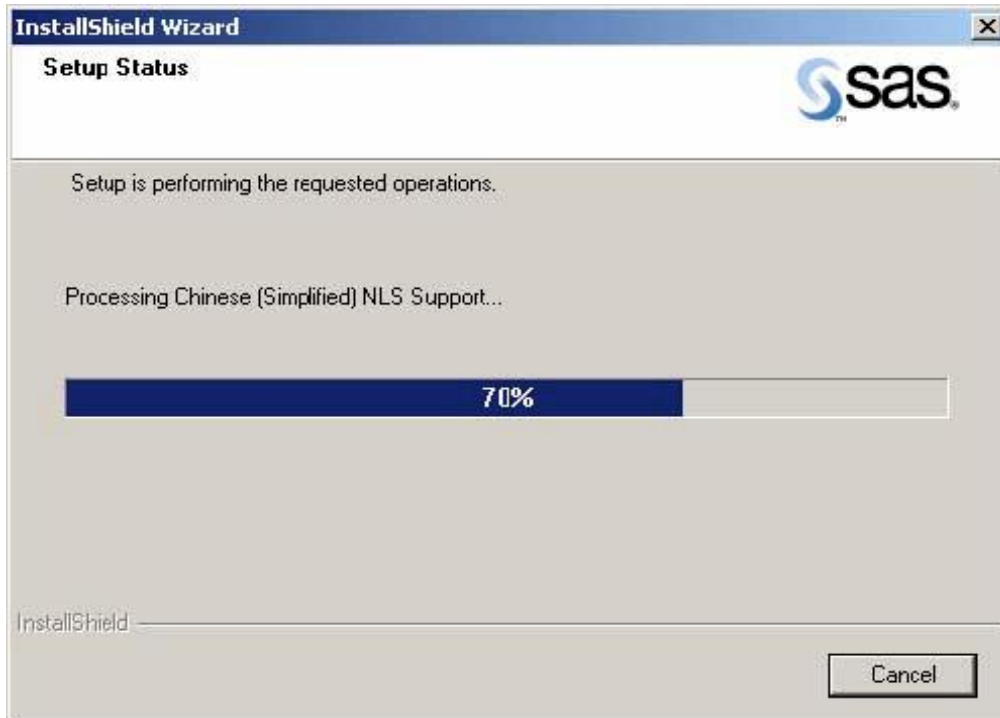 InstallShield Wizard
Setup Status
sas.
TM
®
Setup is performing the requested operations.
Processing Chinese (Simplified) NLS Support...
70%
InstallShield
Cancel